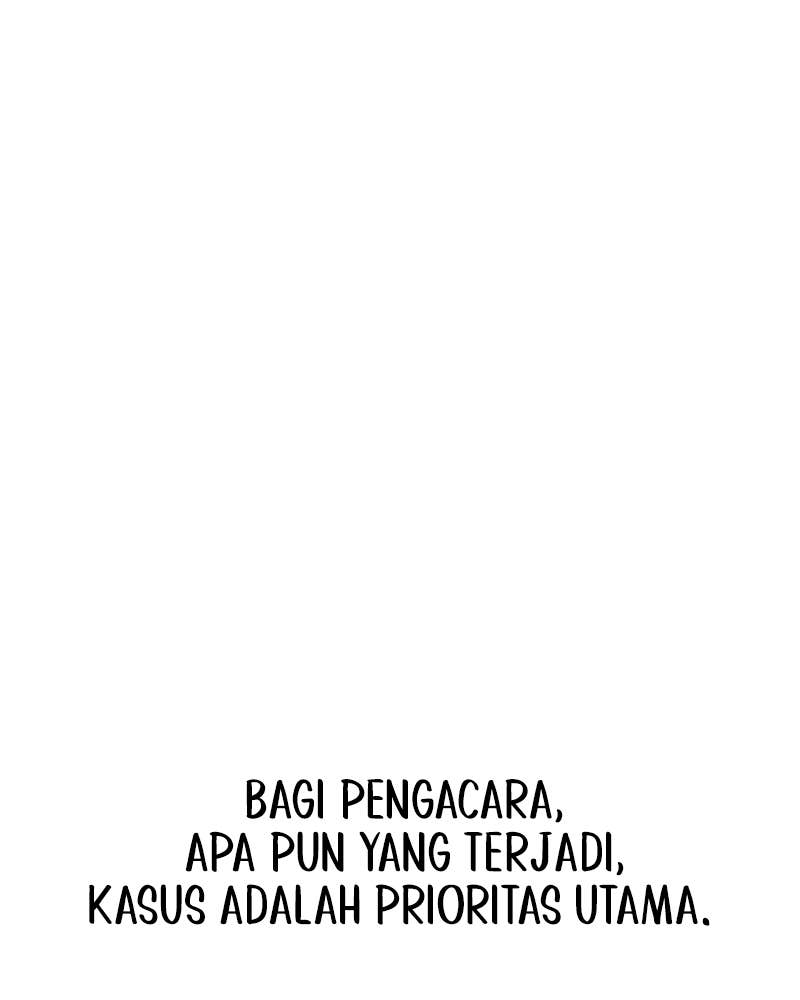 BAGI PENGACARA,
APA PUN YANG TERJADI,
KASUS ADALAH PRIORITAS UTAMA.